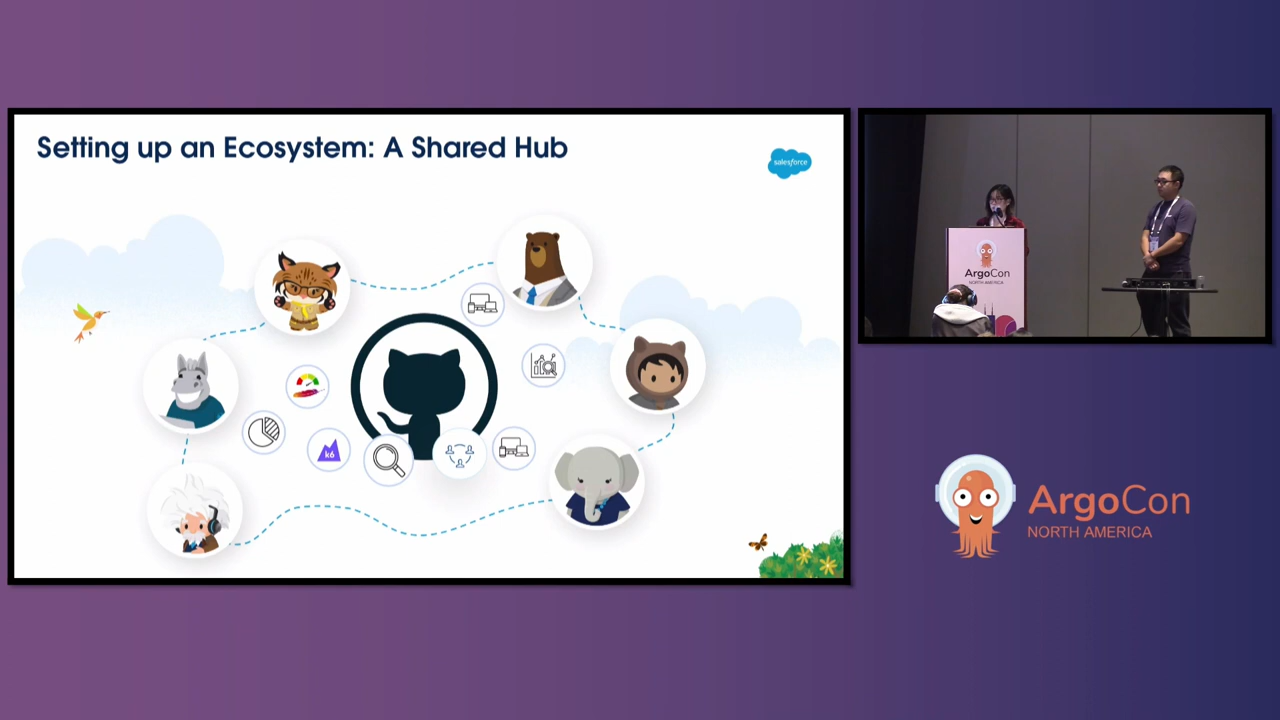 Setting up an Ecosystem: A Shared Hub
salesforce
k6
ArgoCon
NORTH AMERICA
ArgoCon
NORTH AMERICA